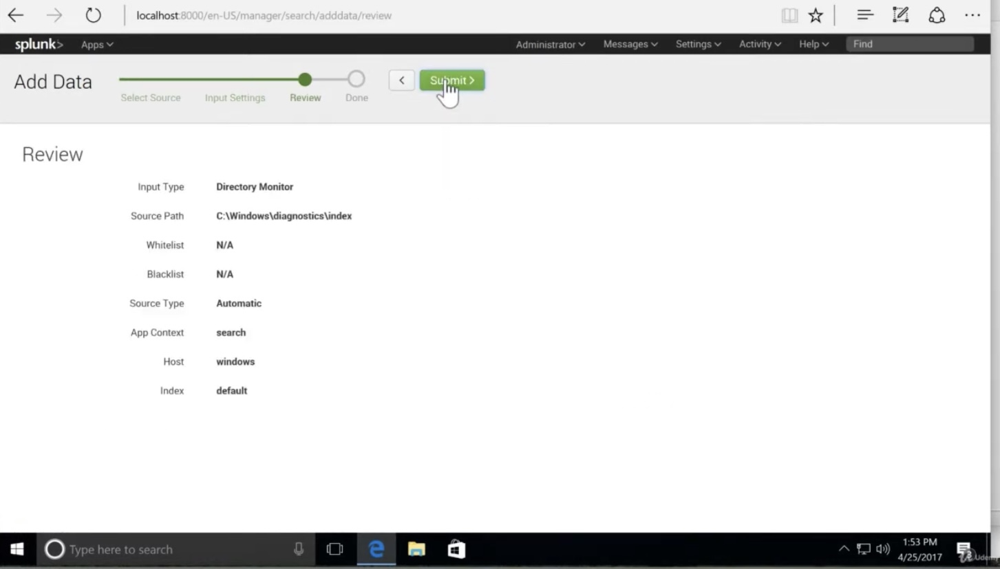 localhost:8000/en-US/manager/search/adddata/review
splunk> Apps Administrator Messages Settings Activity Help Find
Add Data Submit >
Select Source Input Settings Review Done
Review
Input Type Directory Monitor
Source Path C:\Windows\diagnostics\index
Whitelist N/A
Blacklist N/A
Source Type Automatic
App Context search
Host windows
Index default
Type here to search
1:53 PM
4/25/2017
3
Udemy